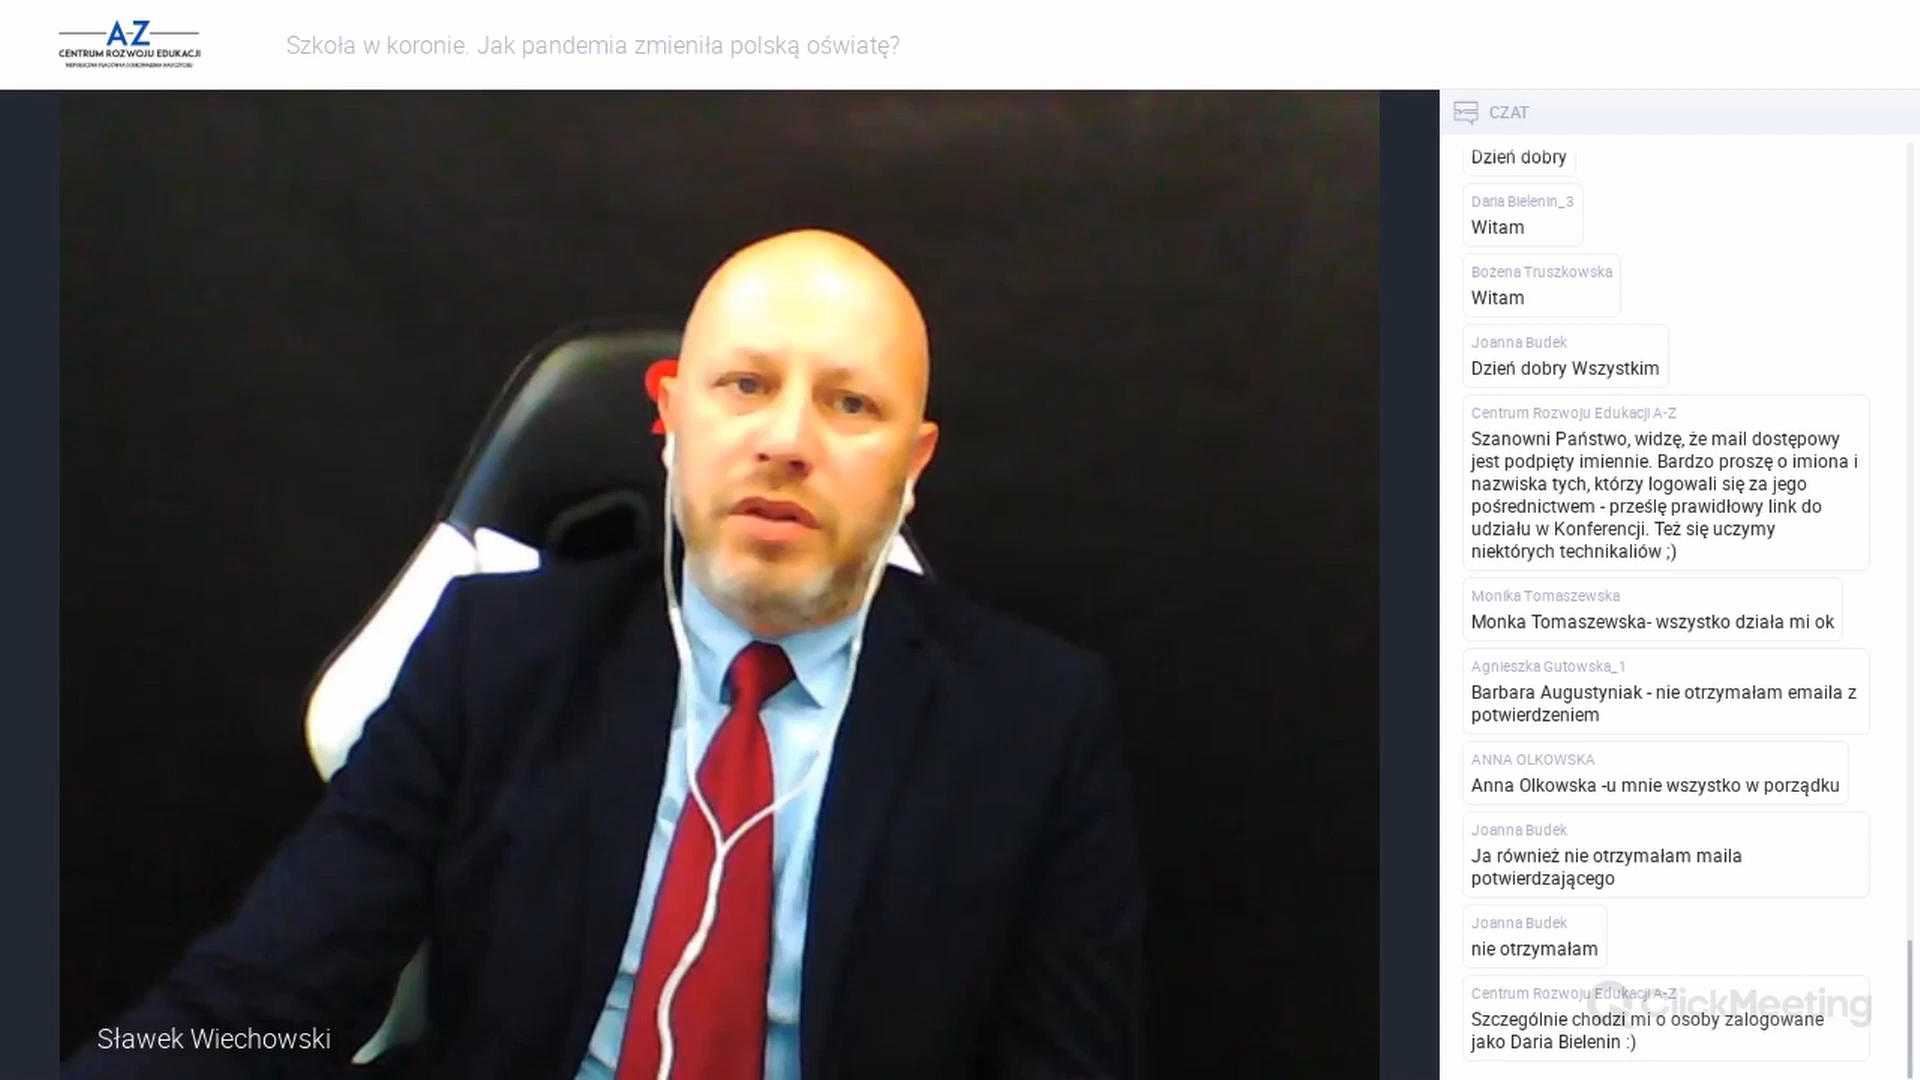 A-Z
CENTRUM ROZWOJU EDUKACJI
NIEPUBLICZNA PLACÓWKA DOSKONALENIA NAUCZYCIELI
Szkoła w koronie. Jak pandemia zmieniła polską oświatę?
Sławek Wiechowski
CZAT
Dzień dobry
Daria Bielenin_3
Witam
Bożena Truszkowska
Witam
Joanna Budek
Dzień dobry Wszystkim
Centrum Rozwoju Edukacji A-Z
Szanowni Państwo, widzę, że mail dostępowy
jest podpięty imiennie. Bardzo proszę o imiona i
nazwiska tych, którzy logowali się za jego
pośrednictwem - prześlę prawidłowy link do
udziału w Konferencji. Też się uczymy
niektórych technikaliów ;)
Monika Tomaszewska
Monka Tomaszewska- wszystko działa mi ok
Agnieszka Gutowska_1
Barbara Augustyniak - nie otrzymałam emaila z
potwierdzeniem
ANNA OLKOWSKA
Anna Olkowska -u mnie wszystko w porządku
Joanna Budek
Ja również nie otrzymałam maila
potwierdzającego
Joanna Budek
nie otrzymałam
Centrum Rozwoju Edukacji A-Z
Szczególnie chodzi mi o osoby zalogowane
jako Daria Bielenin :)
ClickMeeting